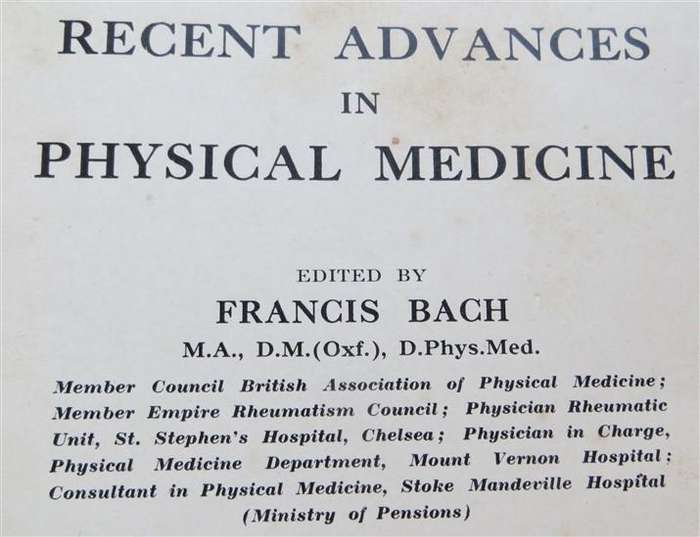 RECENT ADVANCES
IN
PHYSICAL MEDICINE
EDITED BY
FRANCIS BACH
M.A., D.M.(Oxf.), D.Phys.Med.
Member Council British Association of Physical Medicine;
Member Empire Rheumatism Council; Physician Rheumatic
Unit, St. Stephen's Hospital, Chelsea; Physician in Charge,
Physical Medicine Department, Mount Vernon Hospital;
Consultant in Physical Medicine, Stoke Mandeville Hospital
(Ministry of Pensions)